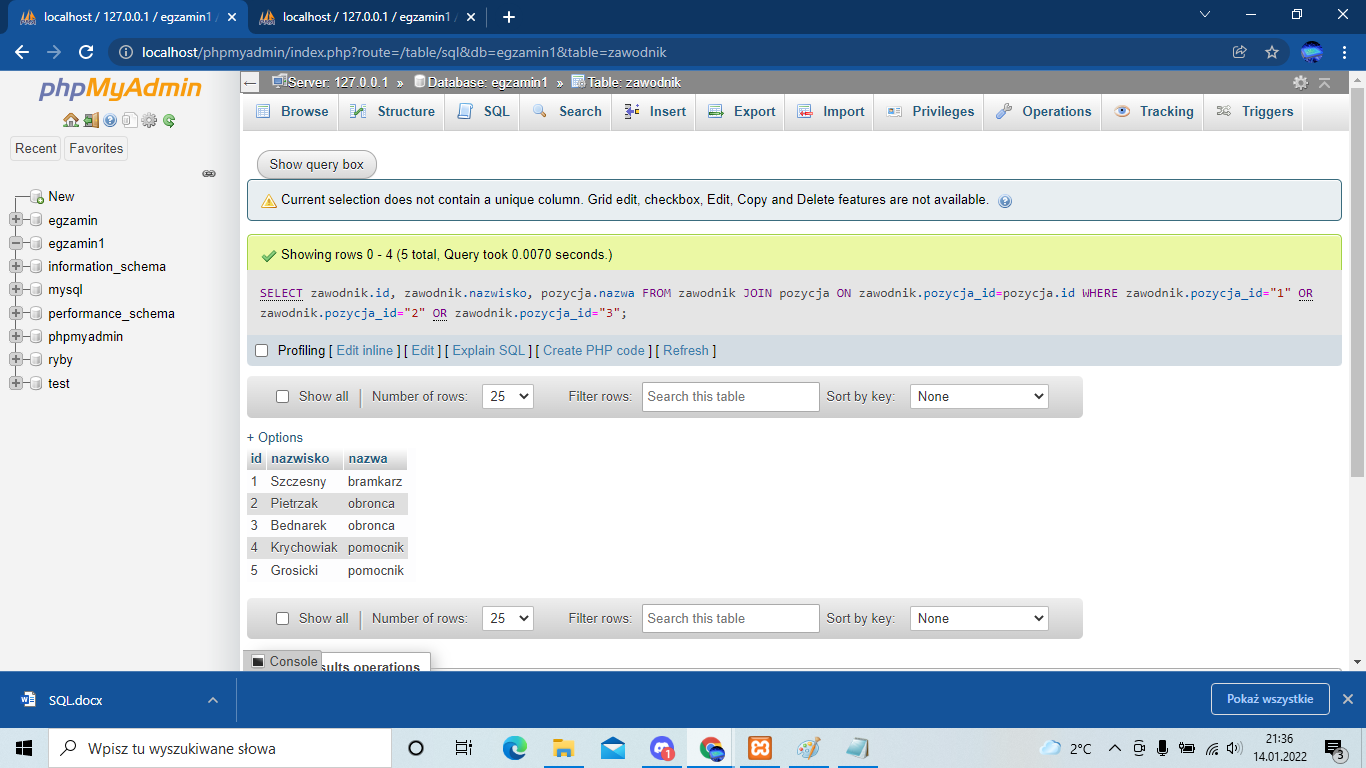 localhost / 127.0.0.1 / egzamin1
localhost / 127.0.0.1 / egzamin1
localhost/phpmyadmin/index.php?route=/table/sql&db=egzamin1&table=zawodnik
phpMyAdmin
Recent Favorites
New
egzamin
egzamin1
information_schema
mysql
performance_schema
phpmyadmin
ryby
test
Server: 127.0.0.1 » Database: egzamin1 » Table: zawodnik
Browse Structure SQL Search Insert Export Import Privileges Operations Tracking Triggers
Show query box
Current selection does not contain a unique column. Grid edit, checkbox, Edit, Copy and Delete features are not available.
Showing rows 0 - 4 (5 total, Query took 0.0070 seconds.)
SELECT zawodnik.id, zawodnik.nazwisko, pozycja.nazwa FROM zawodnik JOIN pozycja ON zawodnik.pozycja_id=pozycja.id WHERE zawodnik.pozycja_id="1" OR
zawodnik.pozycja_id="2" OR zawodnik.pozycja_id="3";
Profiling [ Edit inline ] [ Edit ] [ Explain SQL ] [ Create PHP code ] [ Refresh ]
Show all Number of rows: 25 Filter rows: Search this table Sort by key: None
+ Options
id nazwisko nazwa
1 Szczesny bramkarz
2 Pietrzak obronca
3 Bednarek obronca
4 Krychowiak pomocnik
5 Grosicki pomocnik
Show all Number of rows: 25 Filter rows: Search this table Sort by key: None
Console
sults operations
SQL.docx
Pokaż wszystkie
Wpisz tu wyszukiwane słowa
1
2°C
21:36
14.01.2022
3